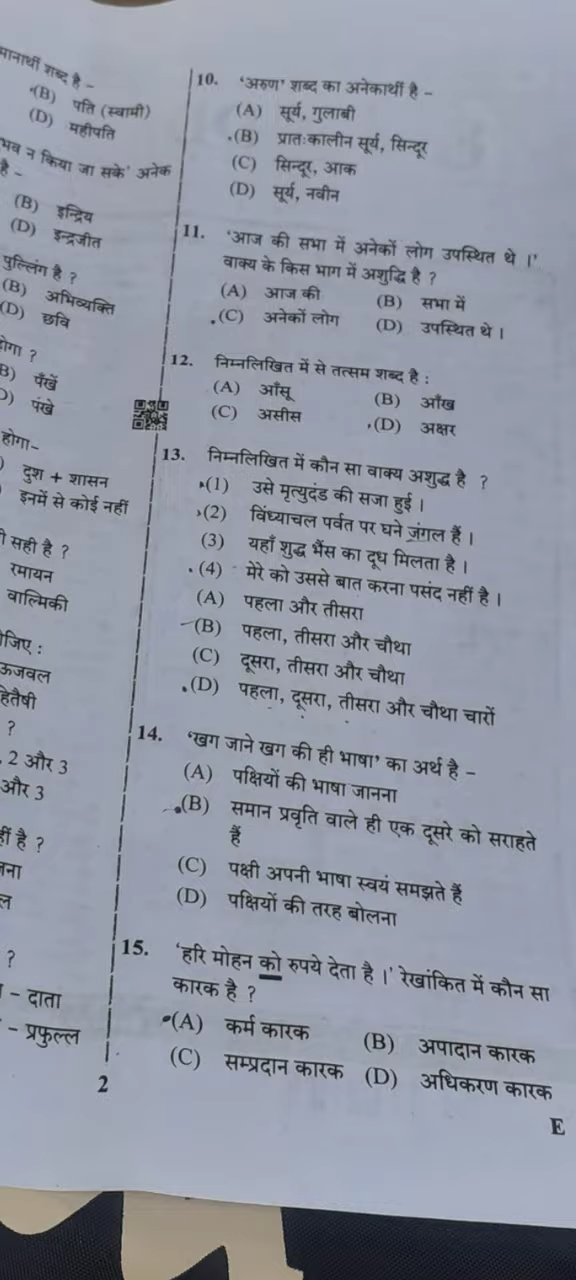 मानार्थी शब्द है –
(B) पति (स्वामी)
(D) महीपति
भव न किया जा सके' अनेक
है –
(B) इन्द्रिय
(D) इन्द्रजीत
पुल्लिंग है ?
(B) अभिव्यक्ति
(D) छवि
होगा ?
B) पँखें
D) पंखे
होगा–
) दुश + शासन
इनमें से कोई नहीं
ी सही है ?
रमायन
वाल्मिकी
ीजिए :
ऊजवल
हितैषी
?
2 और 3
और 3
हीं है ?
?
– दाता
– प्रफुल्ल
2
10. 'अरुण' शब्द का अनेकार्थी है –
(A) सूर्य, गुलाबी
(B) प्रातःकालीन सूर्य, सिन्दूर
(C) सिन्दूर, आक
(D) सूर्य, नवीन
11. 'आज की सभा में अनेकों लोग उपस्थित थे ।'
वाक्य के किस भाग में अशुद्धि है ?
(A) आज की (B) सभा में
(C) अनेकों लोग (D) उपस्थित थे ।
12. निम्नलिखित में से तत्सम शब्द है :
(A) आँसू (B) आँख
(C) असीस (D) अक्षर
13. निम्नलिखित में कौन सा वाक्य अशुद्ध है ?
(1) उसे मृत्युदंड की सजा हुई ।
(2) विंध्याचल पर्वत पर घने जंगल हैं ।
(3) यहाँ शुद्ध भैंस का दूध मिलता है ।
(4) मेरे को उससे बात करना पसंद नहीं है ।
(A) पहला और तीसरा
(B) पहला, तीसरा और चौथा
(C) दूसरा, तीसरा और चौथा
(D) पहला, दूसरा, तीसरा और चौथा चारों
14. 'खग जाने खग की ही भाषा' का अर्थ है –
(A) पक्षियों की भाषा जानना
(B) समान प्रवृति वाले ही एक दूसरे को सराहते
हैं
(C) पक्षी अपनी भाषा स्वयं समझते हैं
(D) पक्षियों की तरह बोलना
15. 'हरि मोहन को रुपये देता है ।' रेखांकित में कौन सा
कारक है ?
(A) कर्म कारक (B) अपादान कारक
(C) सम्प्रदान कारक (D) अधिकरण कारक
E